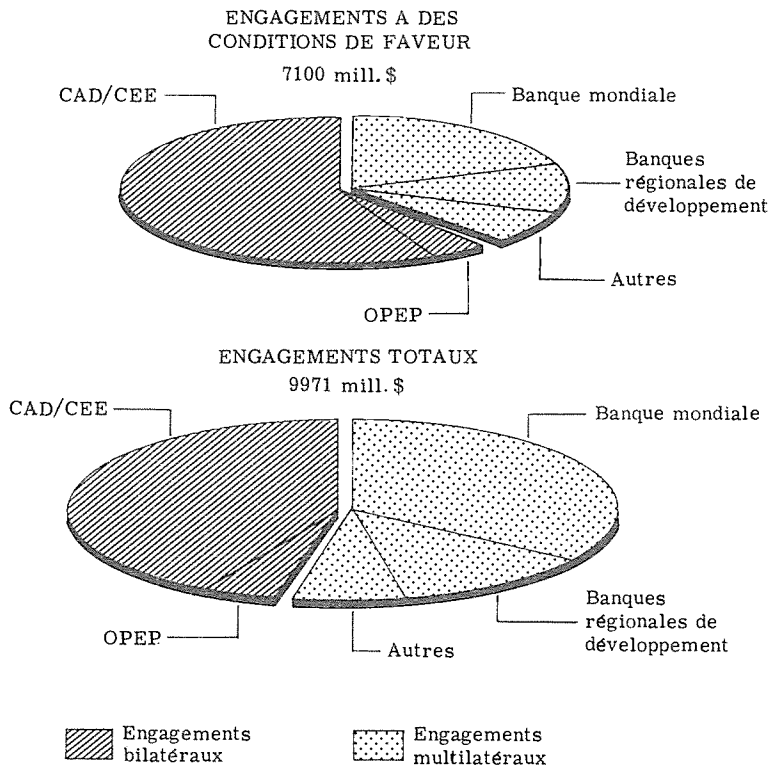 ENGAGEMENTS A DES
CONDITIONS DE FAVEUR
7100 mill. $
CAD/CEE
Banque mondiale
Banques
régionales de
développement
Autres
OPEP
ENGAGEMENTS TOTAUX
9971 mill. $
CAD/CEE
Banque mondiale
Banques
régionales de
développement
OPEP
Autres
Engagements
bilatéraux
Engagements
multilatéraux